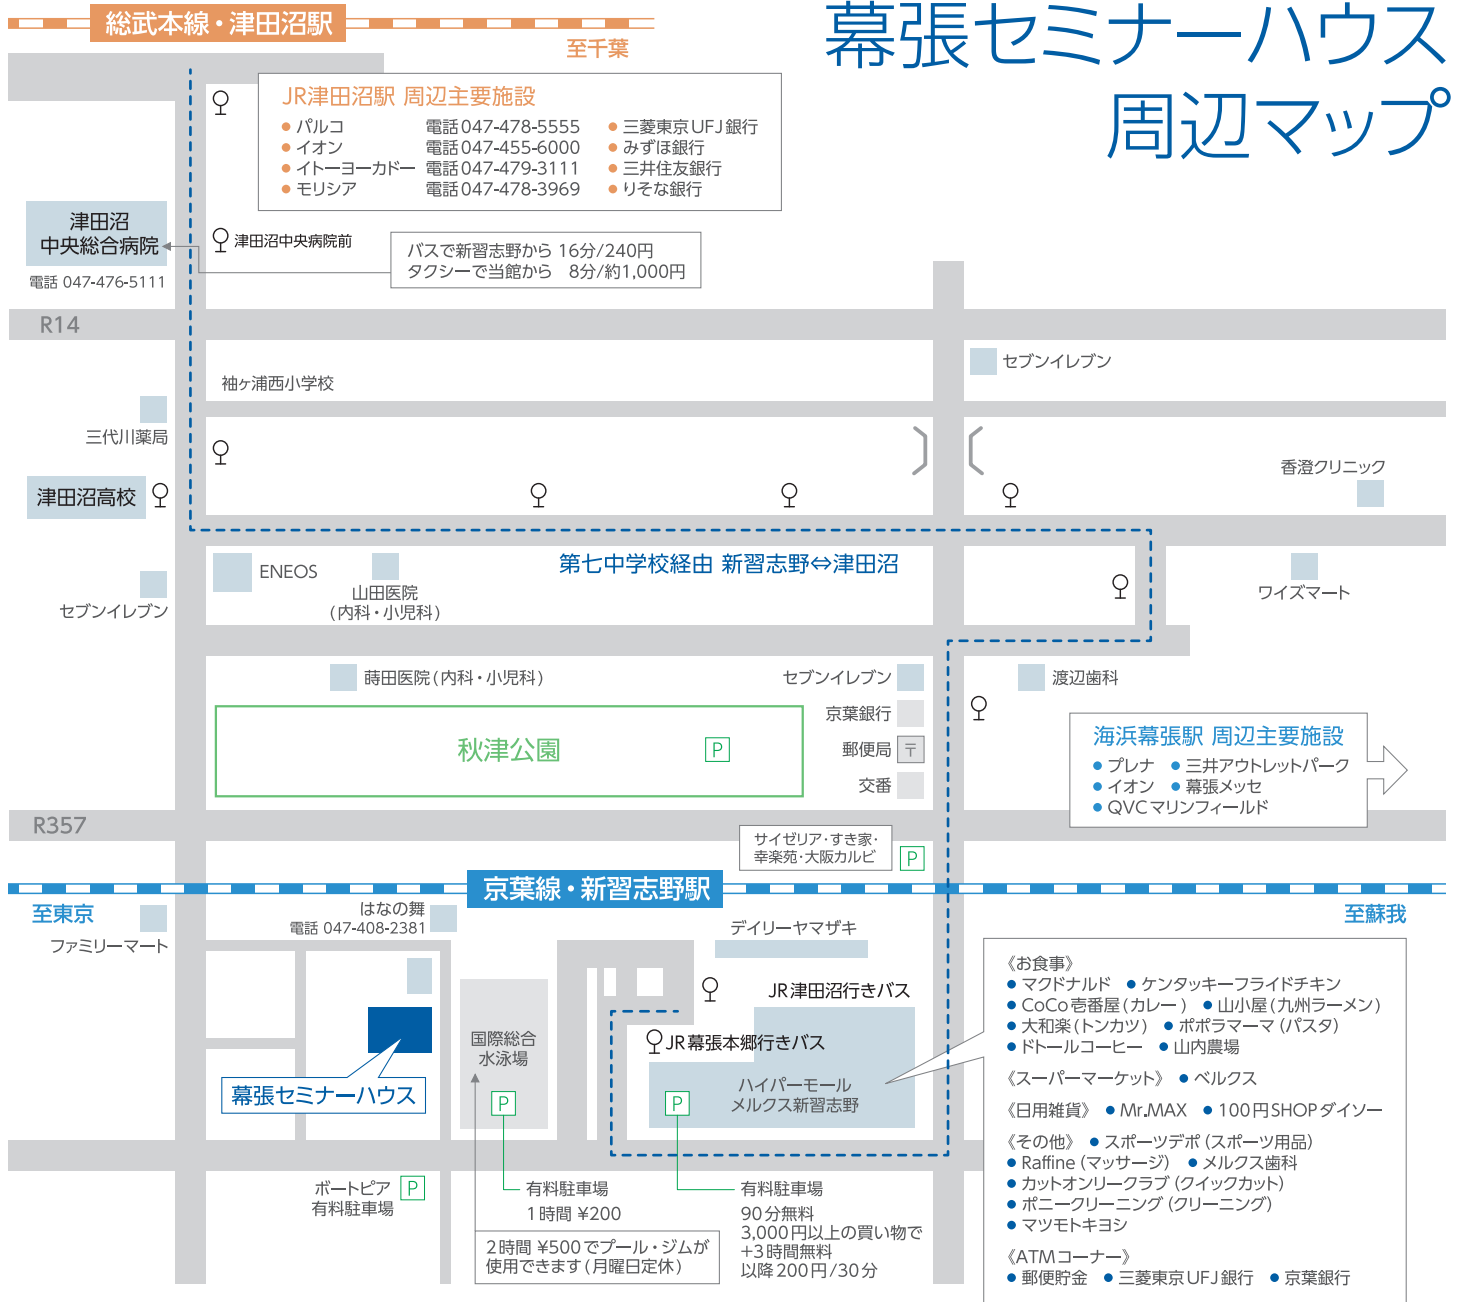 総武本線・津田沼駅
至千葉
幕張セミナーハウス
周辺マップ
JR津田沼駅 周辺主要施設
● パルコ 電話047-478-5555 ● 三菱東京UFJ銀行
● イオン 電話047-455-6000 ● みずほ銀行
● イトーヨーカドー 電話047-479-3111 ● 三井住友銀行
● モリシア 電話047-478-3969 ● りそな銀行
津田沼
中央総合病院
電話 047-476-5111
津田沼中央病院前
バスで新習志野から 16分/240円
タクシーで当館から 8分/約1,000円
R14
セブンイレブン
袖ヶ浦西小学校
三代川薬局
香澄クリニック
津田沼高校
第七中学校経由 新習志野⇔津田沼
ENEOS
山田医院
(内科・小児科)
セブンイレブン
ワイズマート
蒔田医院(内科・小児科)
セブンイレブン
渡辺歯科
京葉銀行
郵便局 〒
交番
秋津公園
P
海浜幕張駅 周辺主要施設
● プレナ ● 三井アウトレットパーク
● イオン ● 幕張メッセ
● QVCマリンフィールド
R357
サイゼリア・すき家・
幸楽苑・大阪カルビ
P
京葉線・新習志野駅
至東京
至蘇我
ファミリーマート
はなの舞
電話 047-408-2381
デイリーヤマザキ
JR津田沼行きバス
JR幕張本郷行きバス
国際総合
水泳場
P
ハイパーモール
メルクス新習志野
P
幕張セミナーハウス
ボートピア
有料駐車場
P
有料駐車場
1時間 ¥200
2時間 ¥500でプール・ジムが
使用できます(月曜日定休)
有料駐車場
90分無料
3,000円以上の買い物で
+3時間無料
以降200円/30分
《お食事》
● マクドナルド ● ケンタッキーフライドチキン
● CoCo壱番屋(カレー) ● 山小屋(九州ラーメン)
● 大和楽(トンカツ) ● ポポラマーマ(パスタ)
● ドトールコーヒー ● 山内農場
《スーパーマーケット》 ● ベルクス
《日用雑貨》 ● Mr.MAX ● 100円SHOPダイソー
《その他》 ● スポーツデポ(スポーツ用品)
● Raffine(マッサージ) ● メルクス歯科
● カットオンリークラブ(クイックカット)
● ポニークリーニング(クリーニング)
● マツモトキヨシ
《ATMコーナー》
● 郵便貯金 ● 三菱東京UFJ銀行 ● 京葉銀行